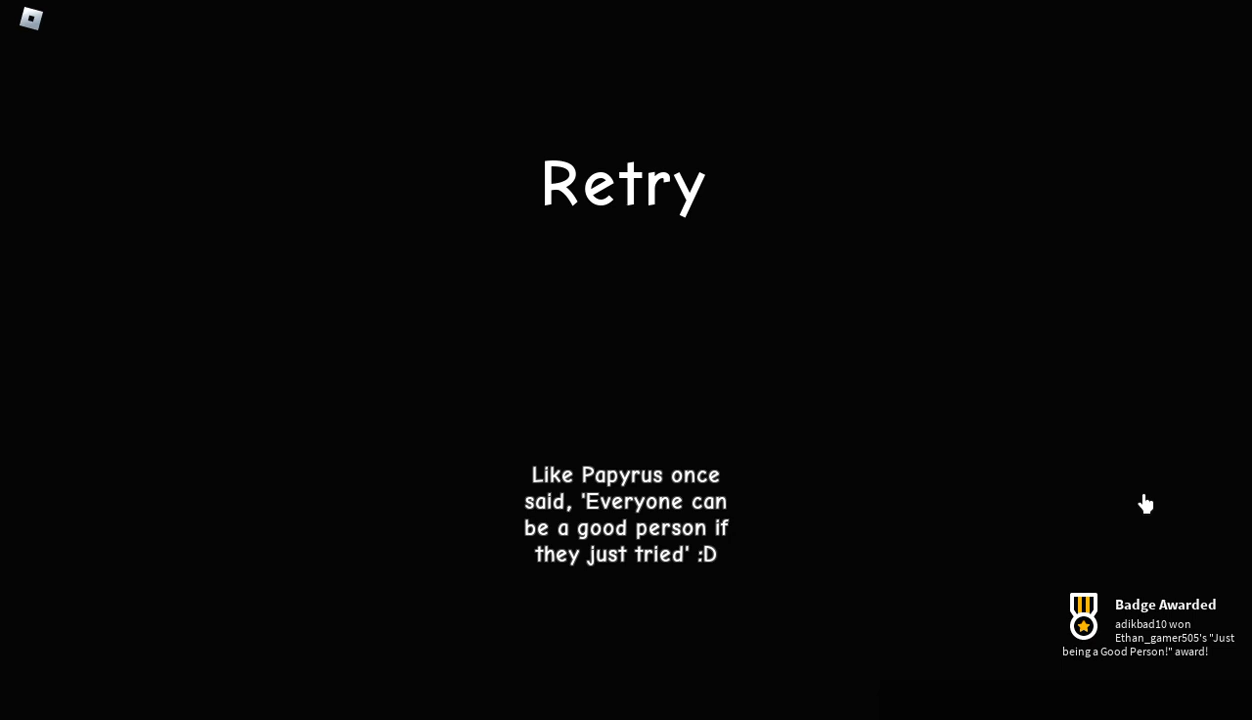 Retry
Like Papyrus once
said, 'Everyone can
be a good person if
they just tried' :D
Badge Awarded
adikbad10 won
Ethan_gamer505's "Just
being a Good Person!" award!